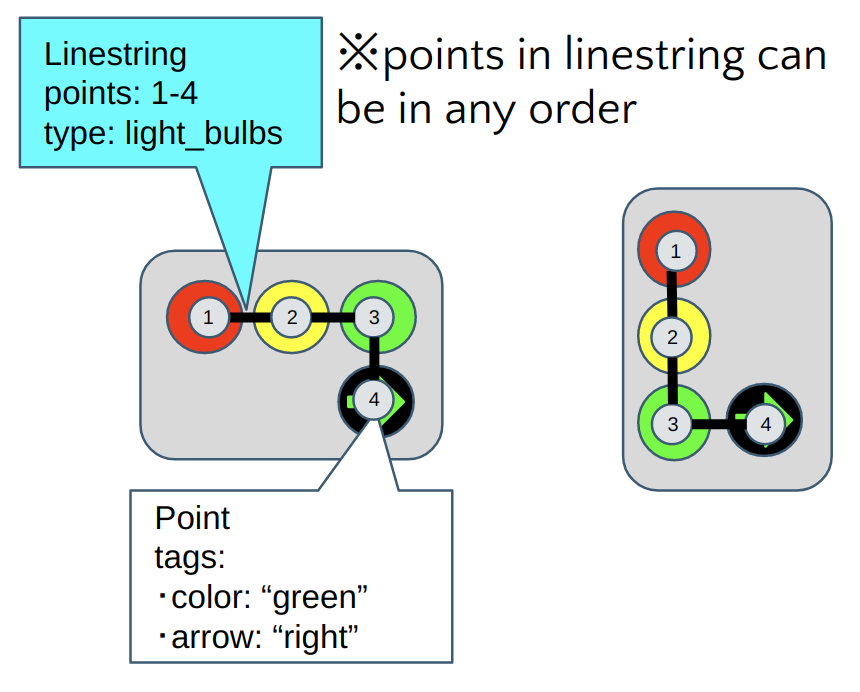 Linestring
points: 1-4
type: light_bulbs
※points in linestring can
be in any order
1
2
3
4
1
2
3
4
Point
tags:
・color: “green”
・arrow: “right”